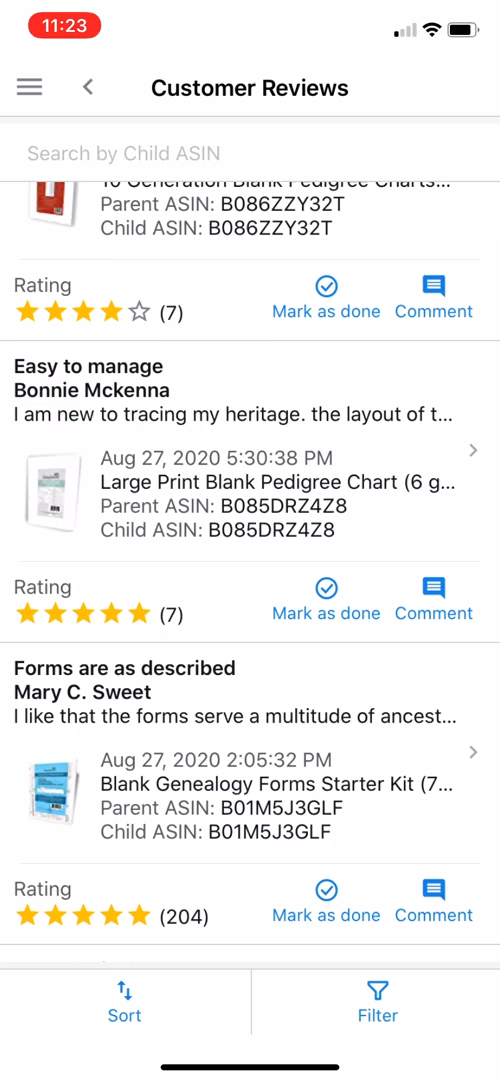 11:23
Customer Reviews
Search by Child ASIN
10 Generation Blank Pedigree Charts...
Parent ASIN: B086ZZY32T
Child ASIN: B086ZZY32T
Rating
(7)
Mark as done
Comment
Easy to manage
Bonnie Mckenna
I am new to tracing my heritage. the layout of t...
Aug 27, 2020 5:30:38 PM
Large Print Blank Pedigree Chart (6 g...
Parent ASIN: B085DRZ4Z8
Child ASIN: B085DRZ4Z8
Rating
(7)
Mark as done
Comment
Forms are as described
Mary C. Sweet
I like that the forms serve a multitude of ancest...
Aug 27, 2020 2:05:32 PM
Blank Genealogy Forms Starter Kit (7...
Parent ASIN: B01M5J3GLF
Child ASIN: B01M5J3GLF
Rating
(204)
Mark as done
Comment
Sort
Filter